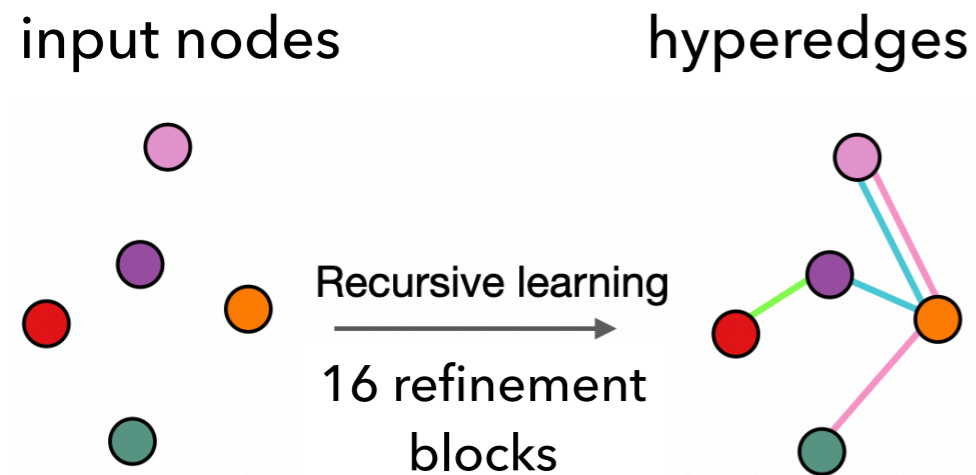 input nodes
hyperedges
Recursive learning
16 refinement
blocks